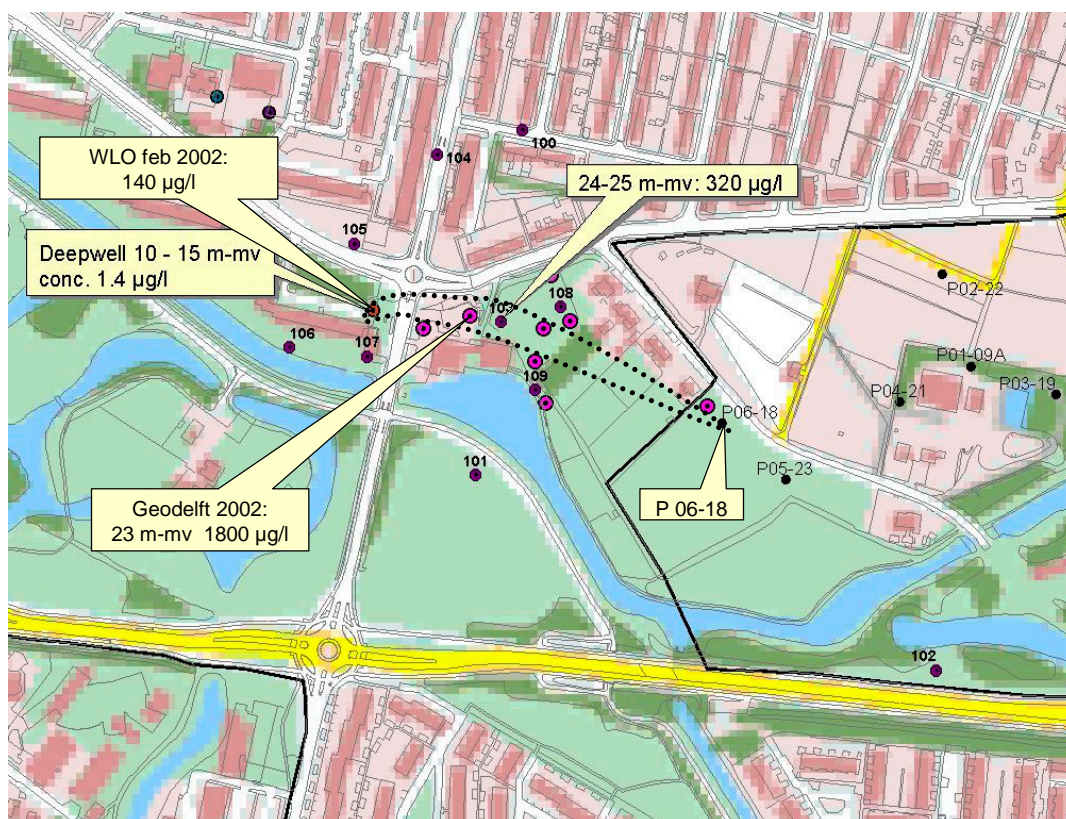 WLO feb 2002:
140 µg/l
104
100
24-25 m-mv: 320 µg/l
105
Deepwell 10 - 15 m-mv
conc. 1.4 µg/l
P02-22
108
103
106
107
P01-09A
109
P04-21
P03-19
P06-18
101
P05-23
Geodelft 2002:
23 m-mv 1800 µg/l
P 06-18
102